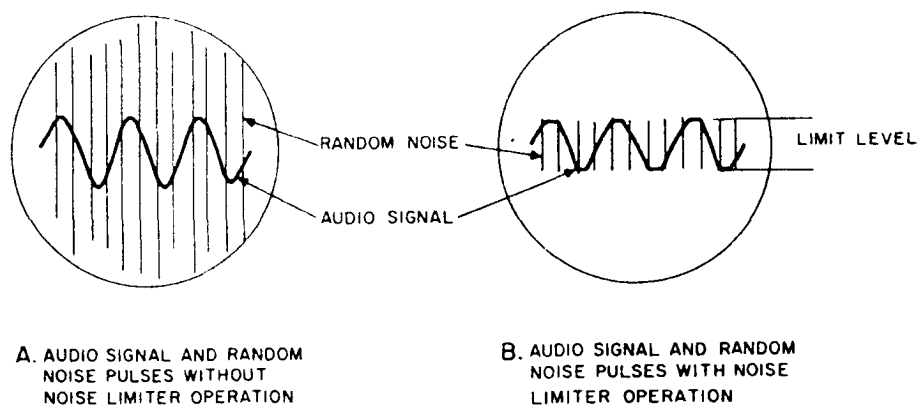 RANDOM NOISE
LIMIT LEVEL
AUDIO SIGNAL
A. AUDIO SIGNAL AND RANDOM
NOISE PULSES WITHOUT
NOISE LIMITER OPERATION
B. AUDIO SIGNAL AND RANDOM
NOISE PULSES WITH NOISE
LIMITER OPERATION